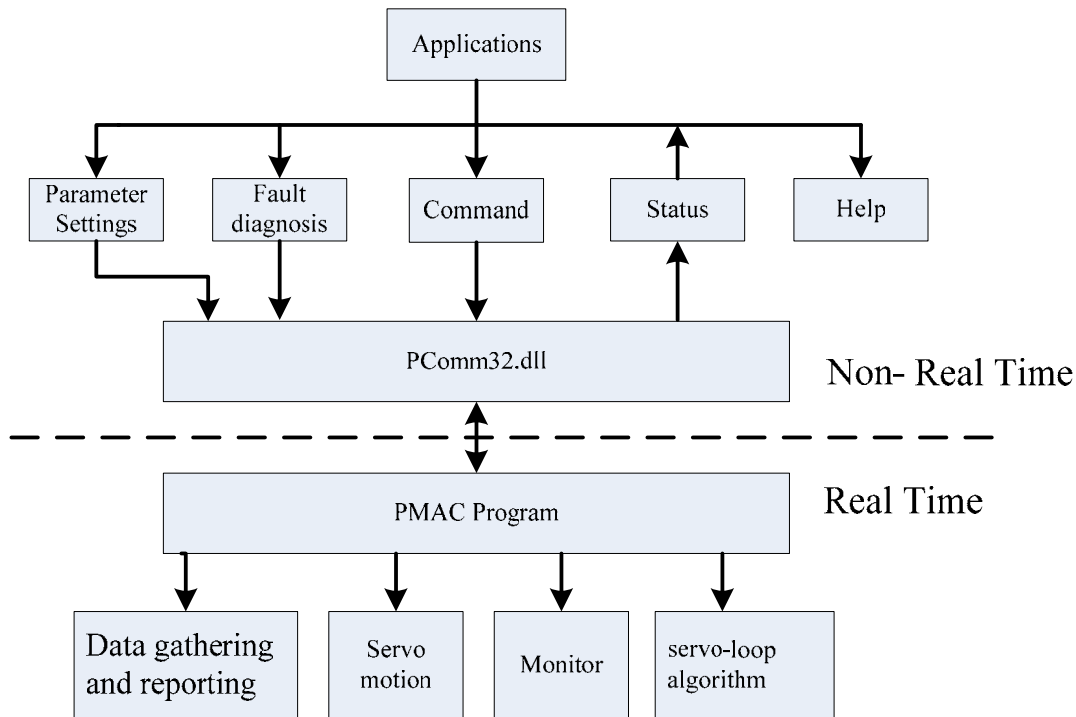 Applications
Parameter
Settings
Fault
diagnosis
Command
Status
Help
PComm32.dll
Non- Real Time
PMAC Program
Real Time
Data gathering
and reporting
Servo
motion
Monitor
servo-loop
algorithm